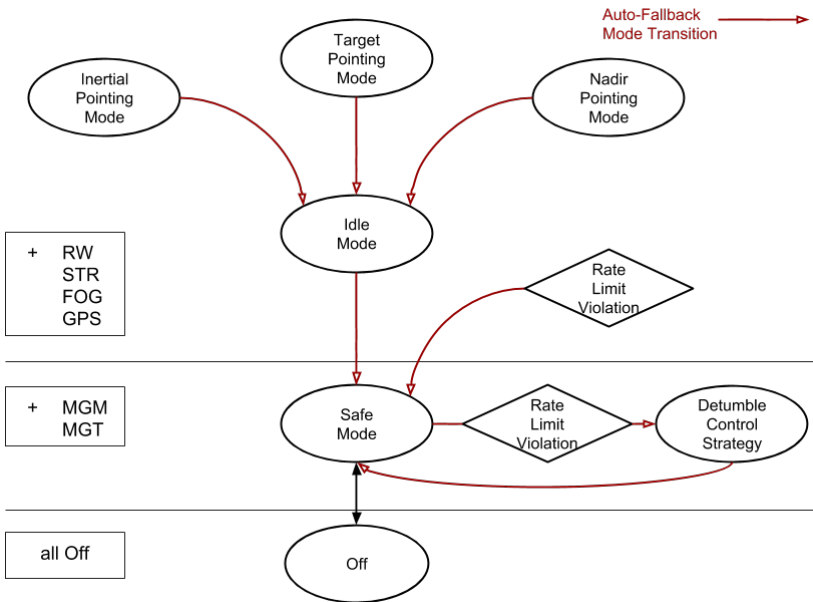 Auto-Fallback
Mode Transition
Target
Pointing
Mode
Inertial
Pointing
Mode
Nadir
Pointing
Mode
Idle
Mode
+ RW
STR
FOG
GPS
Rate
Limit
Violation
+ MGM
MGT
Safe
Mode
Rate
Limit
Violation
Detumble
Control
Strategy
all Off
Off